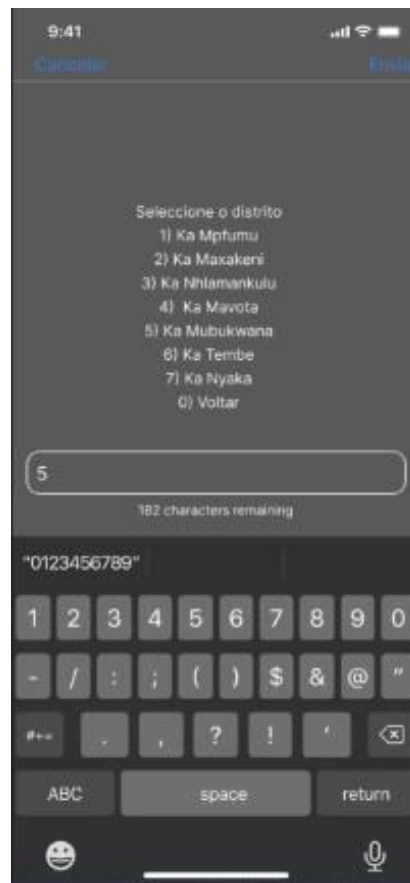 9:41
Cancelar
Envia
Seleccione o distrito
1) Ka Mpfumu
2) Ka Maxakeni
3) Ka Nhlamankulu
4) Ka Mavota
5) Ka Mubukwana
6) Ka Tembe
7) Ka Nyaka
0) Voltar
5
182 characters remaining
"0123456789"
1 2 3 4 5 6 7 8 9 0
- / : ; ( ) $ & @ "
#+= . , ? ! '
ABC space return